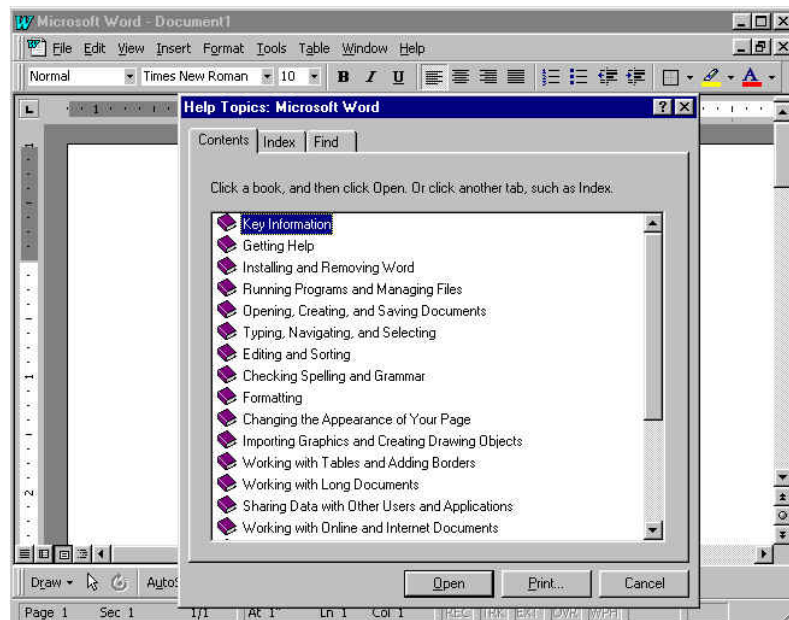 Microsoft Word - Document1
File Edit View Insert Format Tools Table Window Help
Normal Times New Roman 10 B I U A
1
Help Topics: Microsoft Word
Contents Index Find
Click a book, and then click Open. Or click another tab, such as Index.
Key Information
Getting Help
Installing and Removing Word
Running Programs and Managing Files
Opening, Creating, and Saving Documents
Typing, Navigating, and Selecting
Editing and Sorting
Checking Spelling and Grammar
Formatting
Changing the Appearance of Your Page
Importing Graphics and Creating Drawing Objects
Working with Tables and Adding Borders
Working with Long Documents
Sharing Data with Other Users and Applications
Working with Online and Internet Documents
Open Print... Cancel
Draw
Page 1 Sec 1 1/1 At 1" Ln 1 Col 1 REC TRK EXT OVR WPH